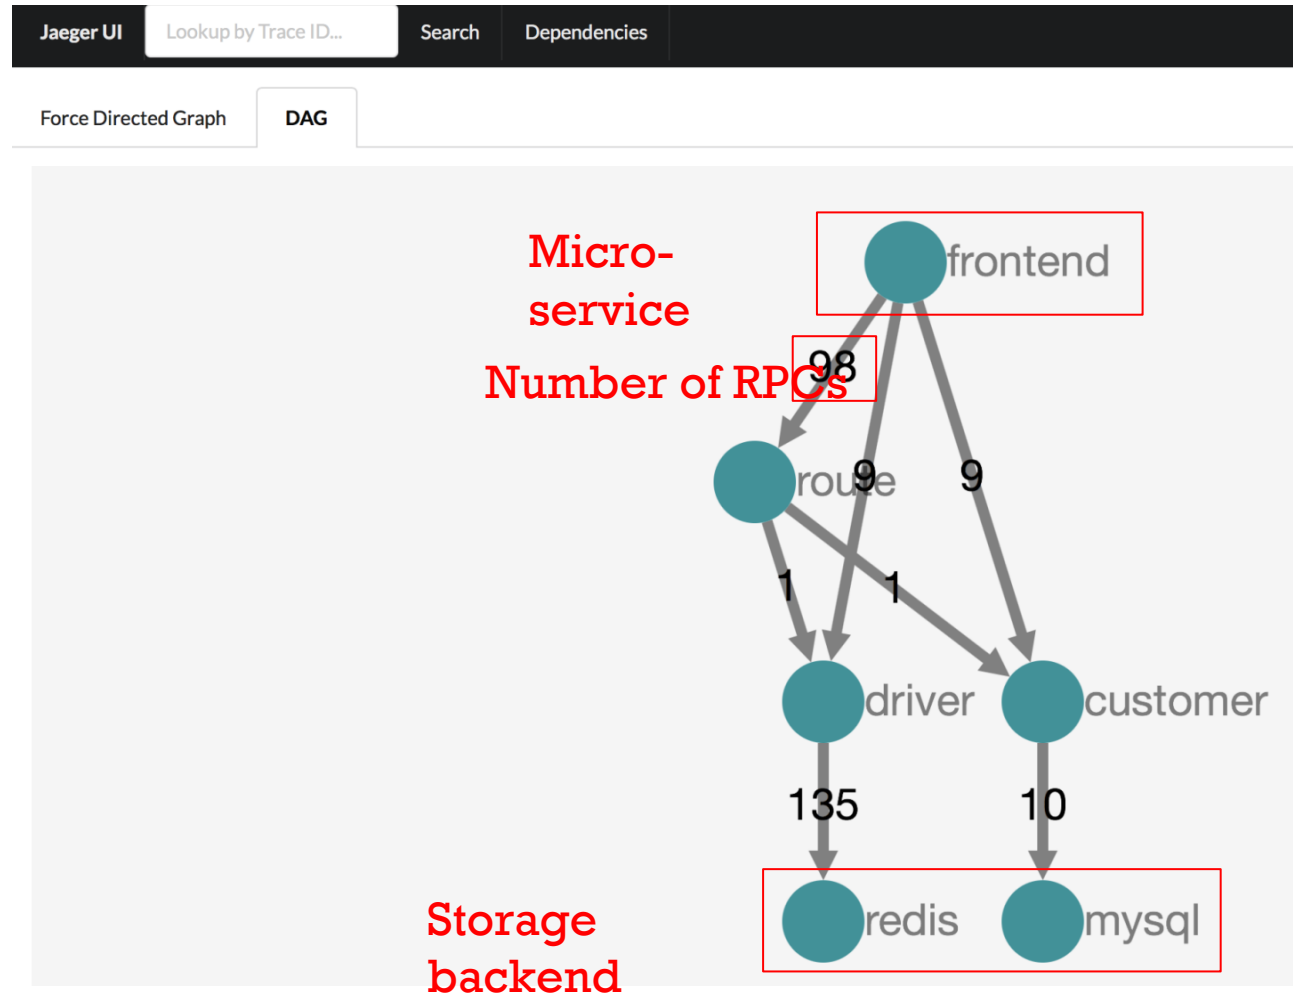 Jaeger UI Lookup by Trace ID... Search Dependencies
Force Directed Graph DAG
Micro-
service
frontend
98
Number of RPCs
route
9
9
1
1
driver
customer
135
10
Storage
backend
redis
mysql